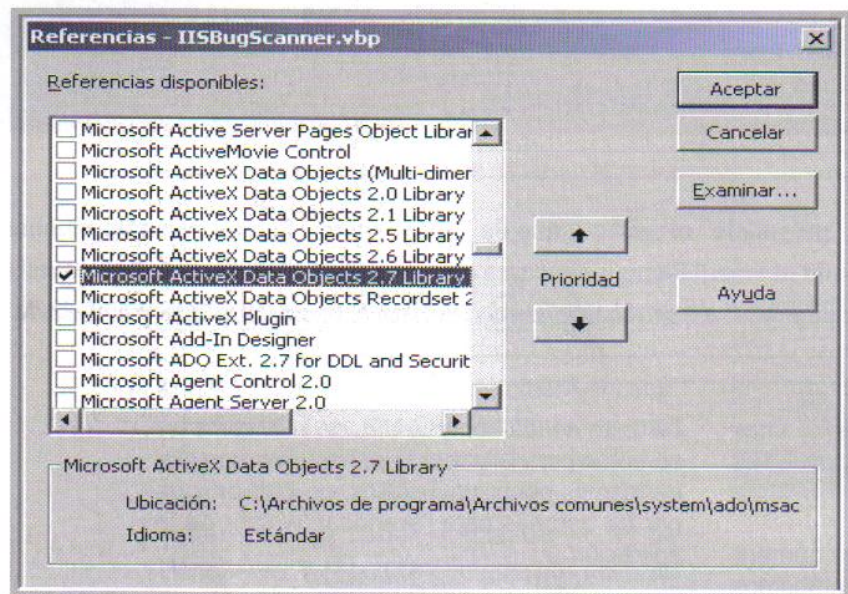 Referencias - IISBugScanner.vbp
Referencias disponibles:
Aceptar
Cancelar
Examinar...
Ayuda
Microsoft Active Server Pages Object Librar
Microsoft ActiveMovie Control
Microsoft ActiveX Data Objects (Multi-dimer
Microsoft ActiveX Data Objects 2.0 Library
Microsoft ActiveX Data Objects 2.1 Library
Microsoft ActiveX Data Objects 2.5 Library
Microsoft ActiveX Data Objects 2.6 Library
Microsoft ActiveX Data Objects 2.7 Library
Microsoft ActiveX Data Objects Recordset 2
Microsoft ActiveX Plugin
Microsoft Add-In Designer
Microsoft ADO Ext. 2.7 for DDL and Securit
Microsoft Agent Control 2.0
Microsoft Agent Server 2.0
Prioridad
Microsoft ActiveX Data Objects 2.7 Library
Ubicación: C:\Archivos de programa\Archivos comunes\system\ado\msac
Idioma: Estándar